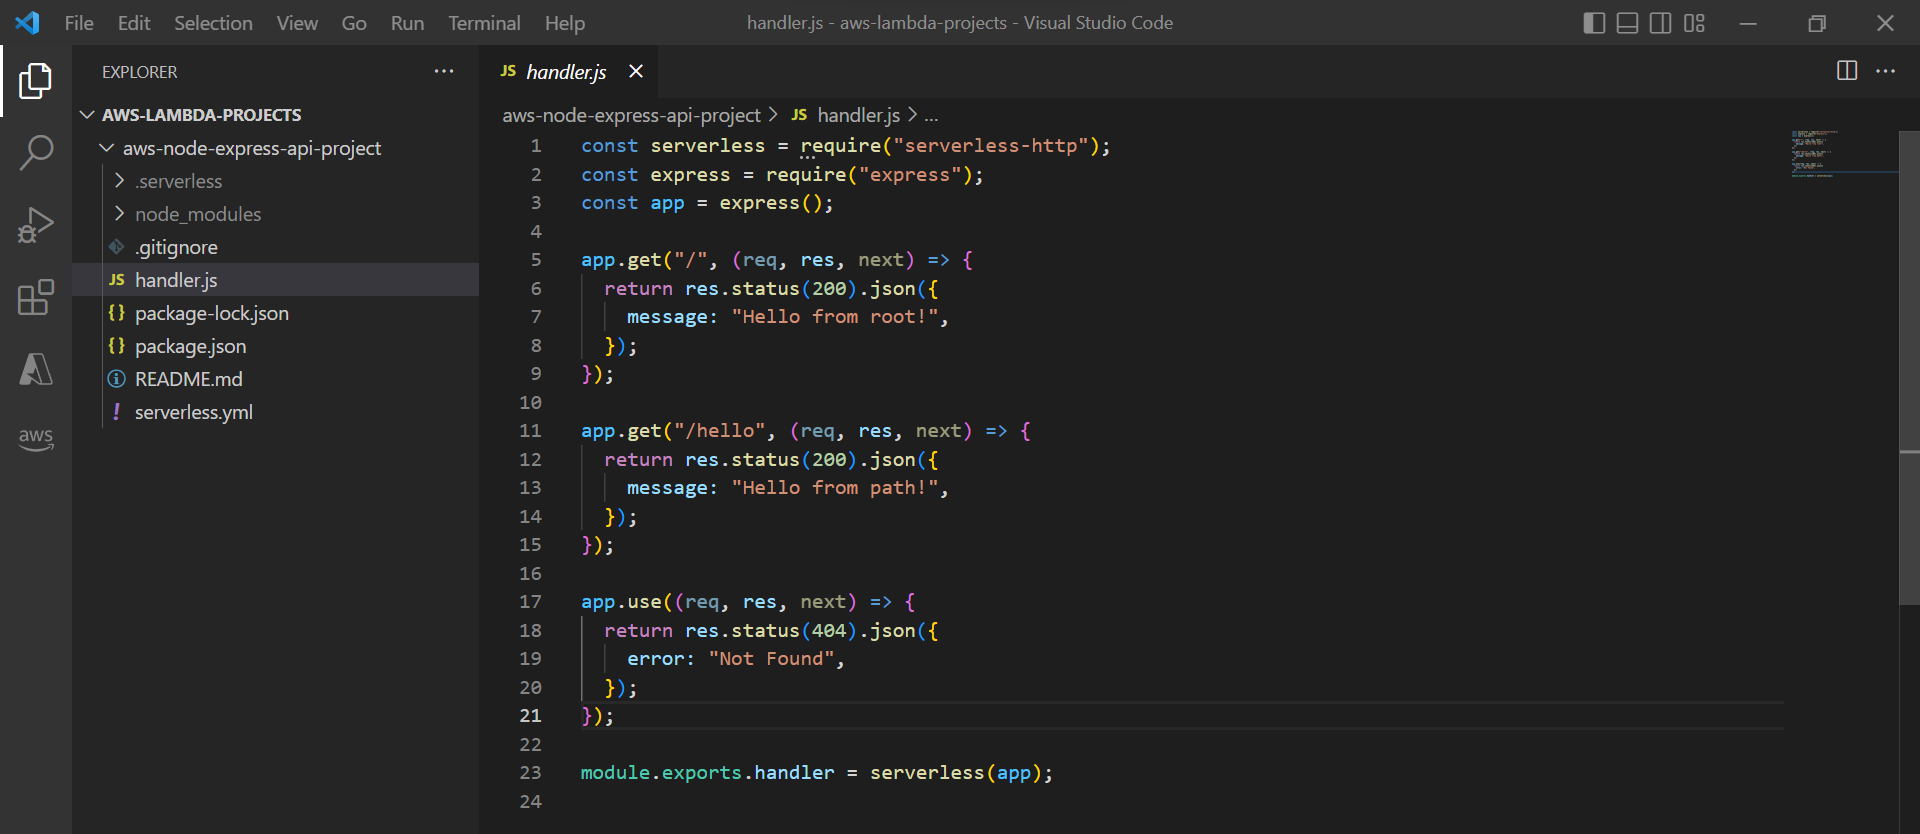 File Edit Selection View Go Run Terminal Help
handler.js - aws-lambda-projects - Visual Studio Code
EXPLORER
AWS-LAMBDA-PROJECTS
aws-node-express-api-project
.serverless
node_modules
.gitignore
JS handler.js
{} package-lock.json
{} package.json
README.md
! serverless.yml
aws
JS handler.js
aws-node-express-api-project > JS handler.js > ...
1 const serverless = require("serverless-http");
2 const express = require("express");
3 const app = express();
4
5 app.get("/", (req, res, next) => {
6   return res.status(200).json({
7     message: "Hello from root!",
8   });
9 });
10
11 app.get("/hello", (req, res, next) => {
12   return res.status(200).json({
13     message: "Hello from path!",
14   });
15 });
16
17 app.use((req, res, next) => {
18   return res.status(404).json({
19     error: "Not Found",
20   });
21 });
22
23 module.exports.handler = serverless(app);
24